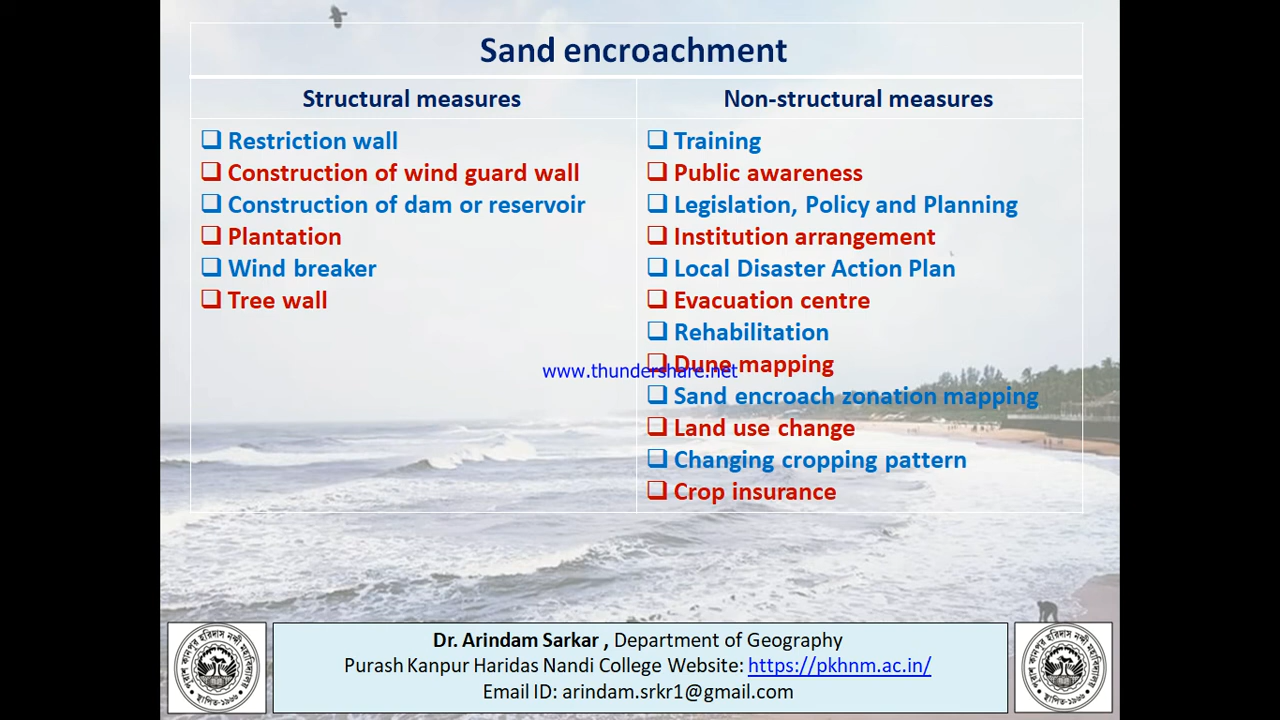 Sand encroachment
Structural measures
Non-structural measures
❑ Restriction wall
❑ Construction of wind guard wall
❑ Construction of dam or reservoir
❑ Plantation
❑ Wind breaker
❑ Tree wall
❑ Training
❑ Public awareness
❑ Legislation, Policy and Planning
❑ Institution arrangement
❑ Local Disaster Action Plan
❑ Evacuation centre
❑ Rehabilitation
❑ Dune mapping
❑ Sand encroach zonation mapping
❑ Land use change
❑ Changing cropping pattern
❑ Crop insurance
www.thundershare.net
Dr. Arindam Sarkar , Department of Geography
Purash Kanpur Haridas Nandi College Website: https://pkhnm.ac.in/
Email ID: arindam.srkr1@gmail.com